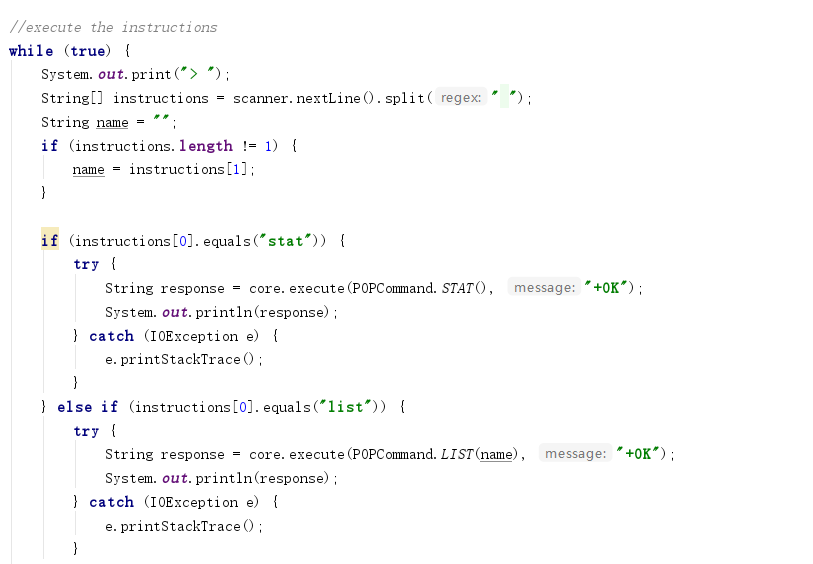 //execute the instructions
while (true) {
System.out.print("> ");
String[] instructions = scanner.nextLine().split( regex: " ");
String name = "";
if (instructions.length != 1) {
name = instructions[1];
}
if (instructions[0].equals("stat")) {
try {
String response = core.execute(POPCommand.STAT(), message: "+OK");
System.out.println(response);
} catch (IOException e) {
e.printStackTrace();
}
} else if (instructions[0].equals("list")) {
try {
String response = core.execute(POPCommand.LIST(name), message: "+OK");
System.out.println(response);
} catch (IOException e) {
e.printStackTrace();
}